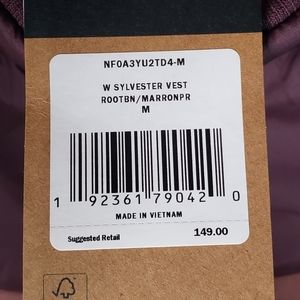 NF0A3YU2TD4-M
W SYLVESTER VEST
ROOTBN/MARRONPR
M
1 92361 79042 0
MADE IN VIETNAM
Suggested Retail 149.00